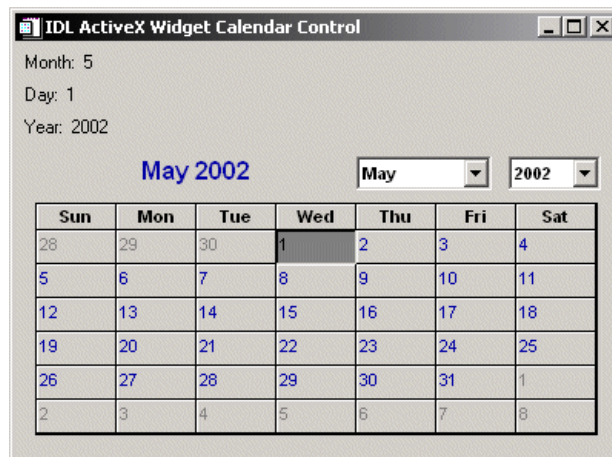 IDL ActiveX Widget Calendar Control
Month: 5
Day: 1
Year: 2002
May 2002 May 2002
Sun Mon Tue Wed Thu Fri Sat
28 29 30 1 2 3 4
5 6 7 8 9 10 11
12 13 14 15 16 17 18
19 20 21 22 23 24 25
26 27 28 29 30 31 1
2 3 4 5 6 7 8